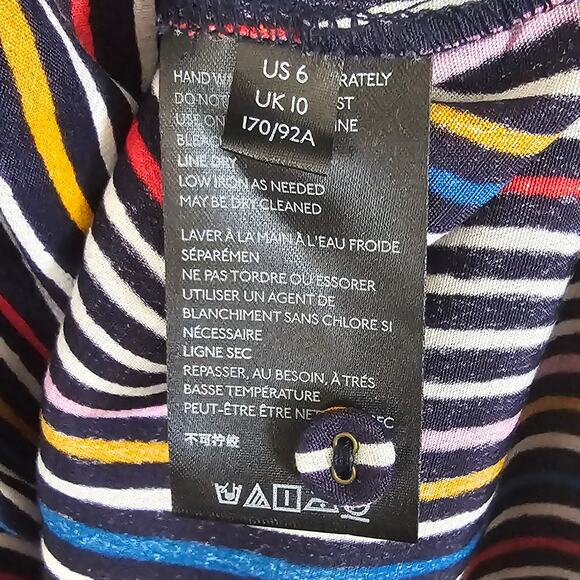 US 6
UK 10
170/92A
HAND W RATELY
DO NOT ST
USE ON INE
BLEA
LINE DRY
LOW IRON AS NEEDED
MAY BE DRY CLEANED
LAVER À LA MAIN À L'EAU FROIDE
SÉPARÉMEN
NE PAS TORDRE OU ESSORER
UTILISER UN AGENT DE
BLANCHIMENT SANS CHLORE SI
NÉCESSAIRE
LIGNE SEC
REPASSER, AU BESOIN, À TRÉS
BASSE TEMPÉRATURE
PEUT-ÊTRE ÊTRE NET SEC
不可拧绞